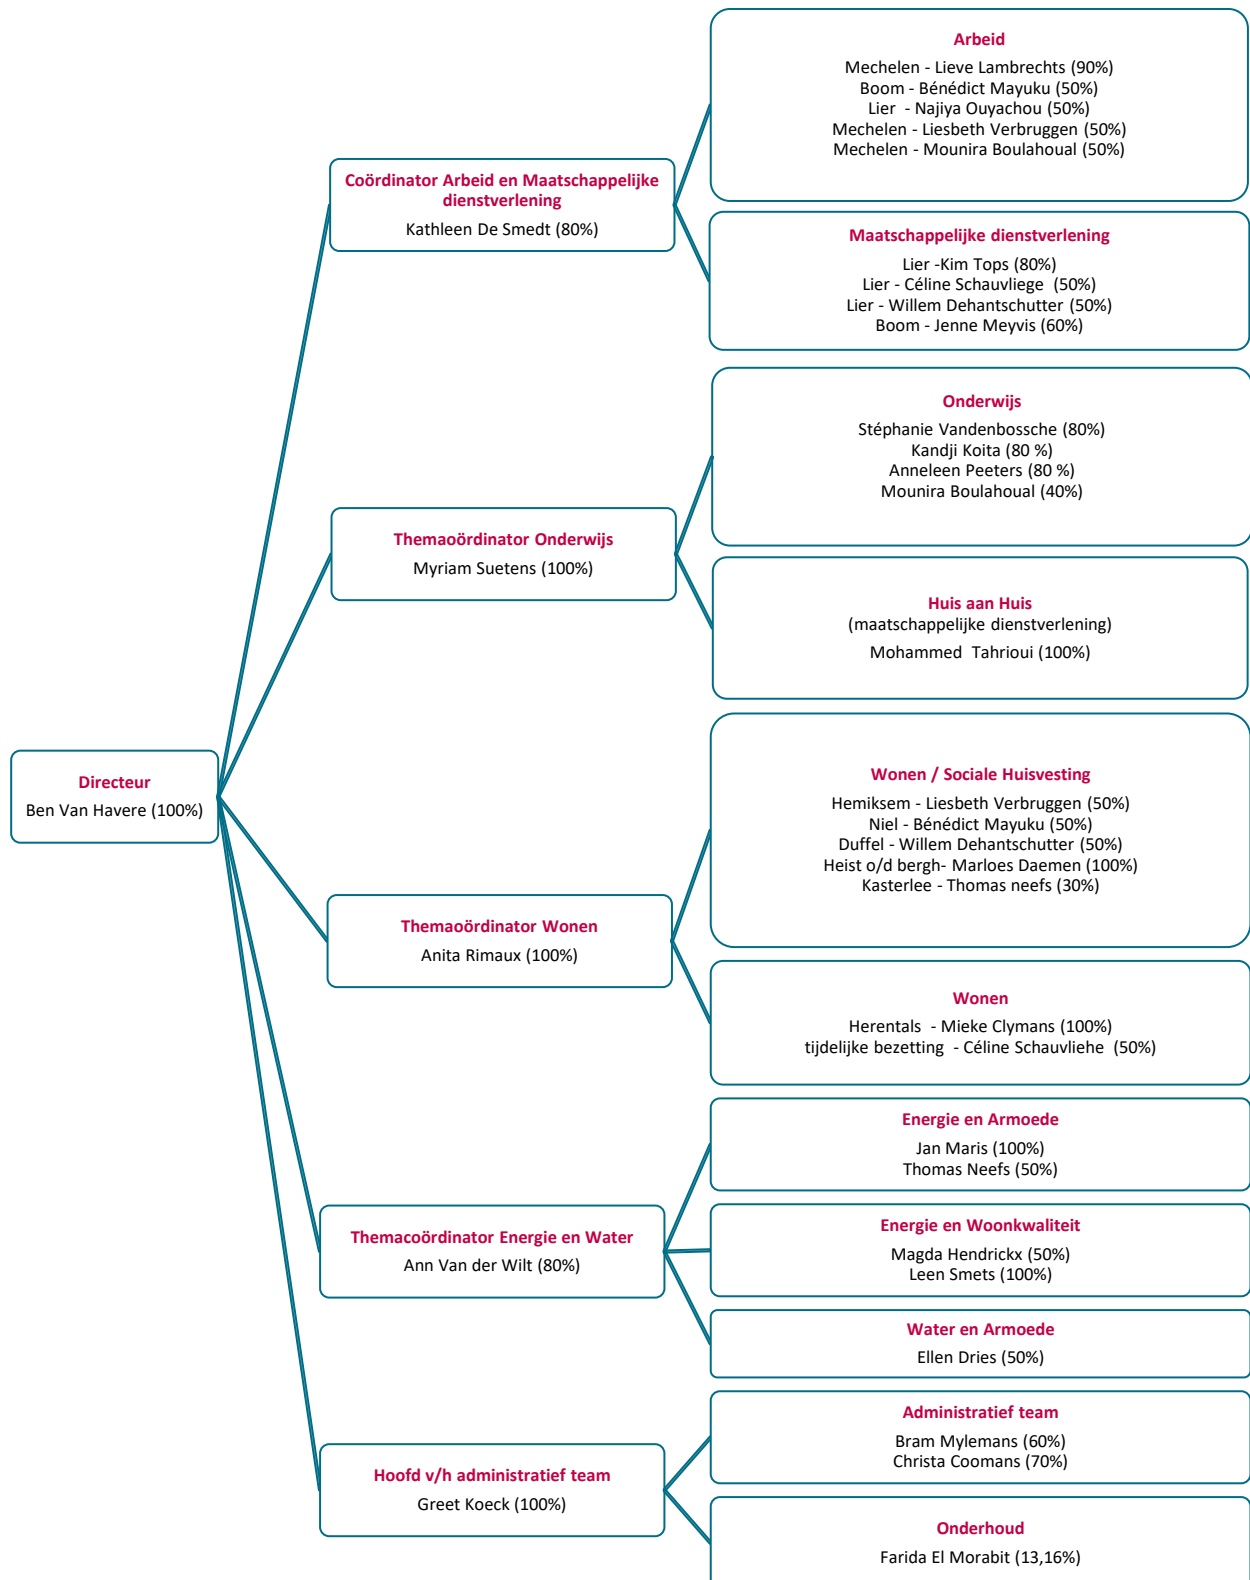 Directeur
Ben Van Havere (100%)
Coördinator Arbeid en Maatschappelijke
dienstverlening
Kathleen De Smedt (80%)
Arbeid
Mechelen - Lieve Lambrechts (90%)
Boom - Bénédict Mayuku (50%)
Lier - Najiya Ouyachou (50%)
Mechelen - Liesbeth Verbruggen (50%)
Mechelen - Mounira Boulahoual (50%)
Maatschappelijke dienstverlening
Lier -Kim Tops (80%)
Lier - Céline Schauvliege (50%)
Lier - Willem Dehantschutter (50%)
Boom - Jenne Meyvis (60%)
Themaoördinator Onderwijs
Myriam Suetens (100%)
Onderwijs
Stéphanie Vandenbossche (80%)
Kandji Koita (80 %)
Anneleen Peeters (80 %)
Mounira Boulahoual (40%)
Huis aan Huis
(maatschappelijke dienstverlening)
Mohammed Tahrioui (100%)
Themaoördinator Wonen
Anita Rimaux (100%)
Wonen / Sociale Huisvesting
Hemiksem - Liesbeth Verbruggen (50%)
Niel - Bénédict Mayuku (50%)
Duffel - Willem Dehantschutter (50%)
Heist o/d bergh- Marloes Daemen (100%)
Kasterlee - Thomas neefs (30%)
Wonen
Herentals - Mieke Clymans (100%)
tijdelijke bezetting - Céline Schauvliehe (50%)
Themacoördinator Energie en Water
Ann Van der Wilt (80%)
Energie en Armoede
Jan Maris (100%)
Thomas Neefs (50%)
Energie en Woonkwaliteit
Magda Hendrickx (50%)
Leen Smets (100%)
Water en Armoede
Ellen Dries (50%)
Hoofd v/h administratief team
Greet Koeck (100%)
Administratief team
Bram Mylemans (60%)
Christa Coomans (70%)
Onderhoud
Farida El Morabit (13,16%)